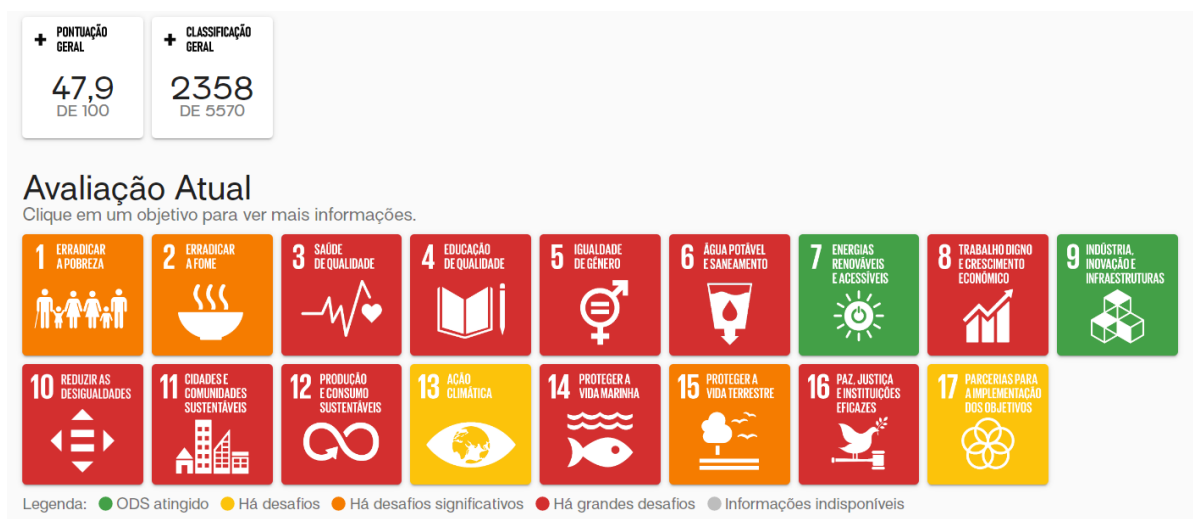 + PONTUAÇÃO
GERAL
47,9
DE 100
+ CLASSIFICAÇÃO
GERAL
2358
DE 5570
Avaliação Atual
Clique em um objetivo para ver mais informações.
1 ERRADICAR
A POBREZA
2 ERRADICAR
A FOME
3 SAÚDE
DE QUALIDADE
4 EDUCAÇÃO
DE QUALIDADE
5 IGUALDADE
DE GÉNERO
6 ÁGUA POTÁVEL
E SANEAMENTO
7 ENERGIAS
RENOVÁVEIS
E ACESSÍVEIS
8 TRABALHO DIGNO
E CRESCIMENTO
ECONÓMICO
9 INDÚSTRIA,
INOVAÇÃO E
INFRAESTRUTURAS
10 REDUZIR AS
DESIGUALDADES
11 CIDADES E
COMUNIDADES
SUSTENTÁVEIS
12 PRODUÇÃO
E CONSUMO
SUSTENTÁVEIS
13 AÇÃO
CLIMÁTICA
14 PROTEGER A
VIDA MARINHA
15 PROTEGER A
VIDA TERRESTRE
16 PAZ, JUSTIÇA
E INSTITUIÇÕES
EFICAZES
17 PARCERIAS PARA
A IMPLEMENTAÇÃO
DOS OBJETIVOS
Legenda: ODS atingido Há desafios Há desafios significativos Há grandes desafios Informações indisponíveis